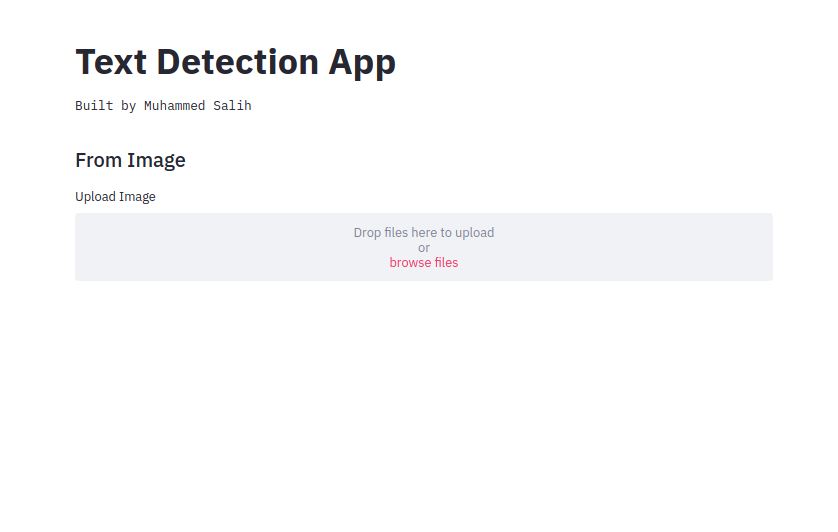 Text Detection App
Built by Muhammed Salih
From Image
Upload Image
Drop files here to upload
or
browse files